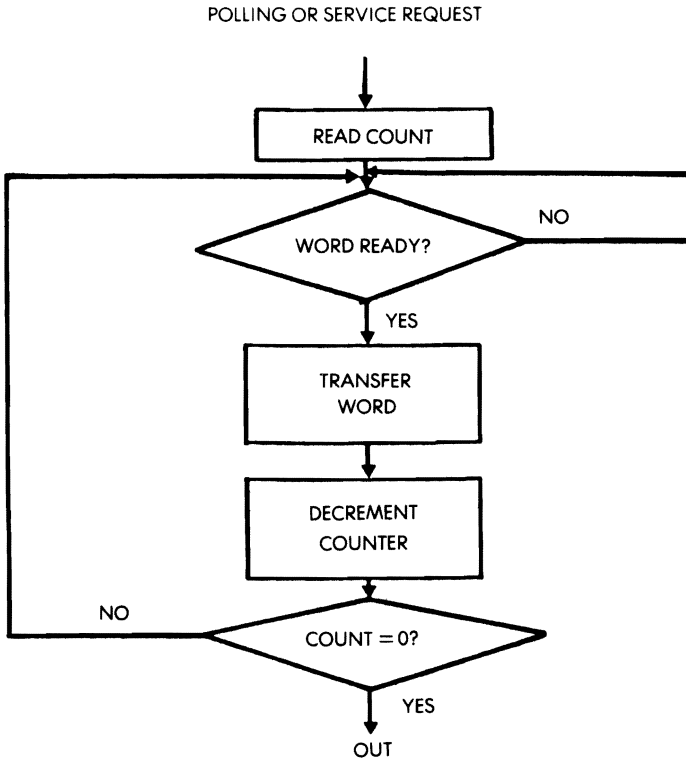 POLLING OR SERVICE REQUEST
READ COUNT
WORD READY?
NO
YES
TRANSFER
WORD
DECREMENT
COUNTER
NO
COUNT = 0?
YES
OUT